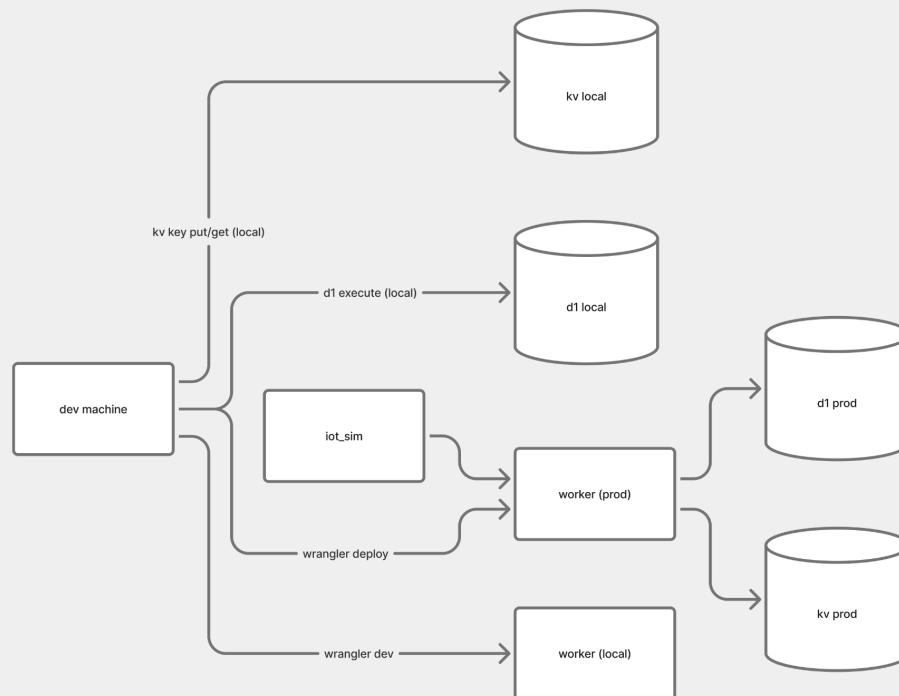 kv local
kv key put/get (local)
d1 execute (local)
d1 local
dev machine
d1 prod
iot_sim
worker (prod)
wrangler deploy
kv prod
wrangler dev
worker (local)